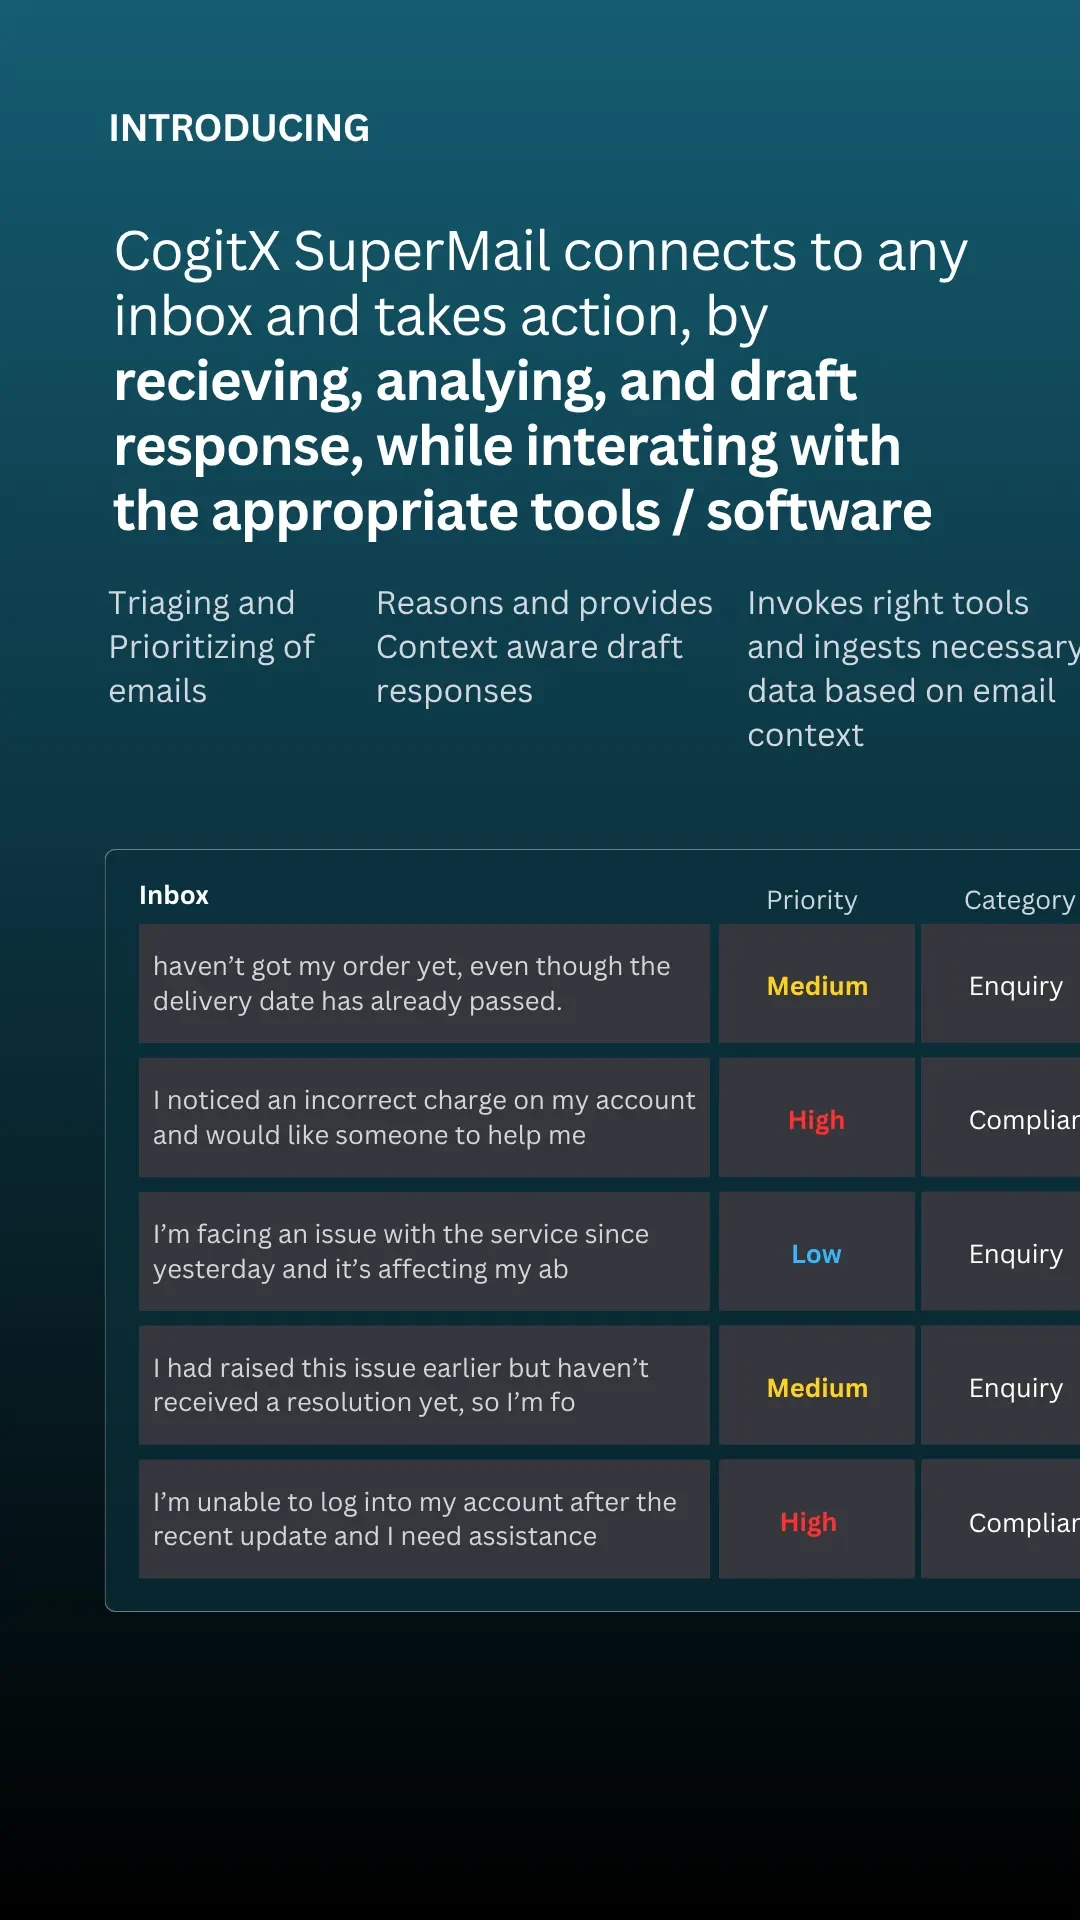 INTRODUCING
CogitX SuperMail connects to any
inbox and takes action, by
recieving, analying, and draft
response, while interating with
the appropriate tools / software
Triaging and
Prioritizing of
emails
Reasons and provides
Context aware draft
responses
Invokes right tools
and ingests necessary
data based on email
context
Inbox
Priority
Category
haven’t got my order yet, even though the
delivery date has already passed.
Medium
Enquiry
I noticed an incorrect charge on my account
and would like someone to help me
High
Complian
I’m facing an issue with the service since
yesterday and it’s affecting my ab
Low
Enquiry
I had raised this issue earlier but haven’t
received a resolution yet, so I’m fo
Medium
Enquiry
I’m unable to log into my account after the
recent update and I need assistance
High
Complian